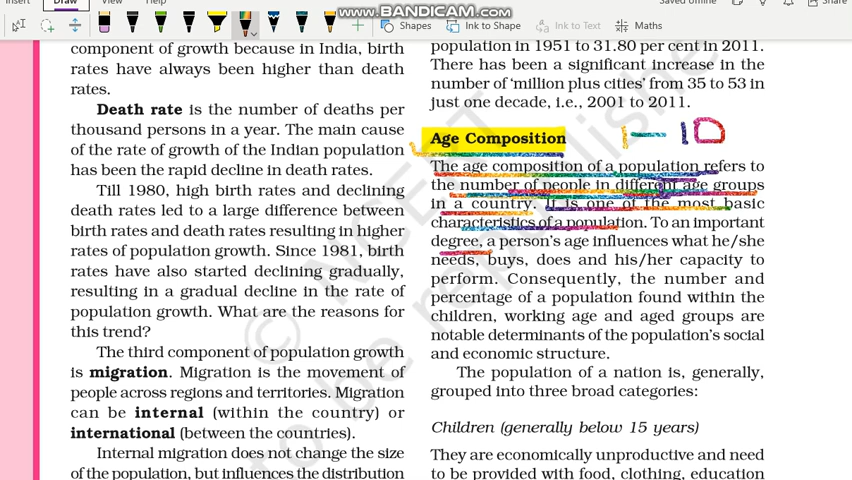 Insert
Draw
View
Help
www.BANDICAM.com
Saved offline
Share
Shapes
Ink to Shape
Ink to Text
Maths
component of growth because in India, birth
rates have always been higher than death
rates.
Death rate is the number of deaths per
thousand persons in a year. The main cause
of the rate of growth of the Indian population
has been the rapid decline in death rates.
Till 1980, high birth rates and declining
death rates led to a large difference between
birth rates and death rates resulting in higher
rates of population growth. Since 1981, birth
rates have also started declining gradually,
resulting in a gradual decline in the rate of
population growth. What are the reasons for
this trend?
The third component of population growth
is migration. Migration is the movement of
people across regions and territories. Migration
can be internal (within the country) or
international (between the countries).
Internal migration does not change the size
of the population, but influences the distribution
population in 1951 to 31.80 per cent in 2011.
There has been a significant increase in the
number of ‘million plus cities’ from 35 to 53 in
just one decade, i.e., 2001 to 2011.
Age Composition
1 — 10
The age composition of a population refers to
the number of people in different age groups
in a country. It is one of the most basic
characteristics of a population. To an important
degree, a person’s age influences what he/she
needs, buys, does and his/her capacity to
perform. Consequently, the number and
percentage of a population found within the
children, working age and aged groups are
notable determinants of the population’s social
and economic structure.
The population of a nation is, generally,
grouped into three broad categories:
Children (generally below 15 years)
They are economically unproductive and need
to be provided with food, clothing, education